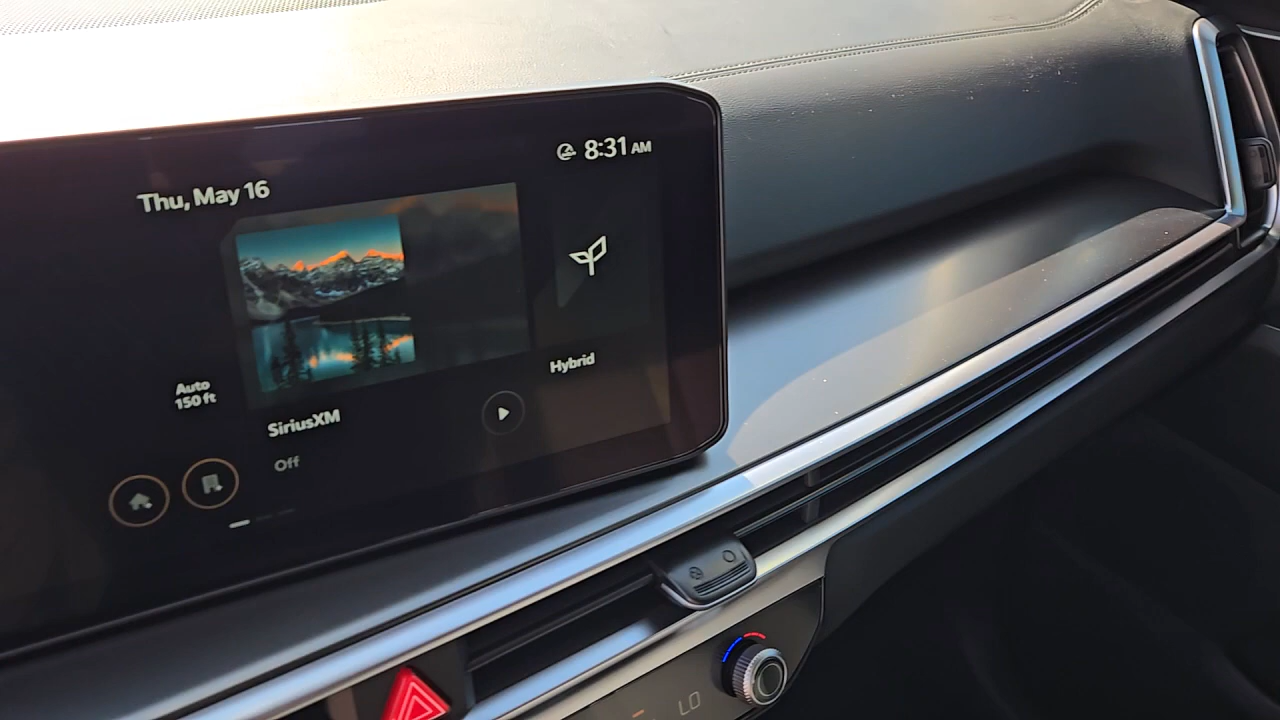 Thu, May 16
8:31 AM
Auto
150 ft
SiriusXM
Off
Hybrid
LO